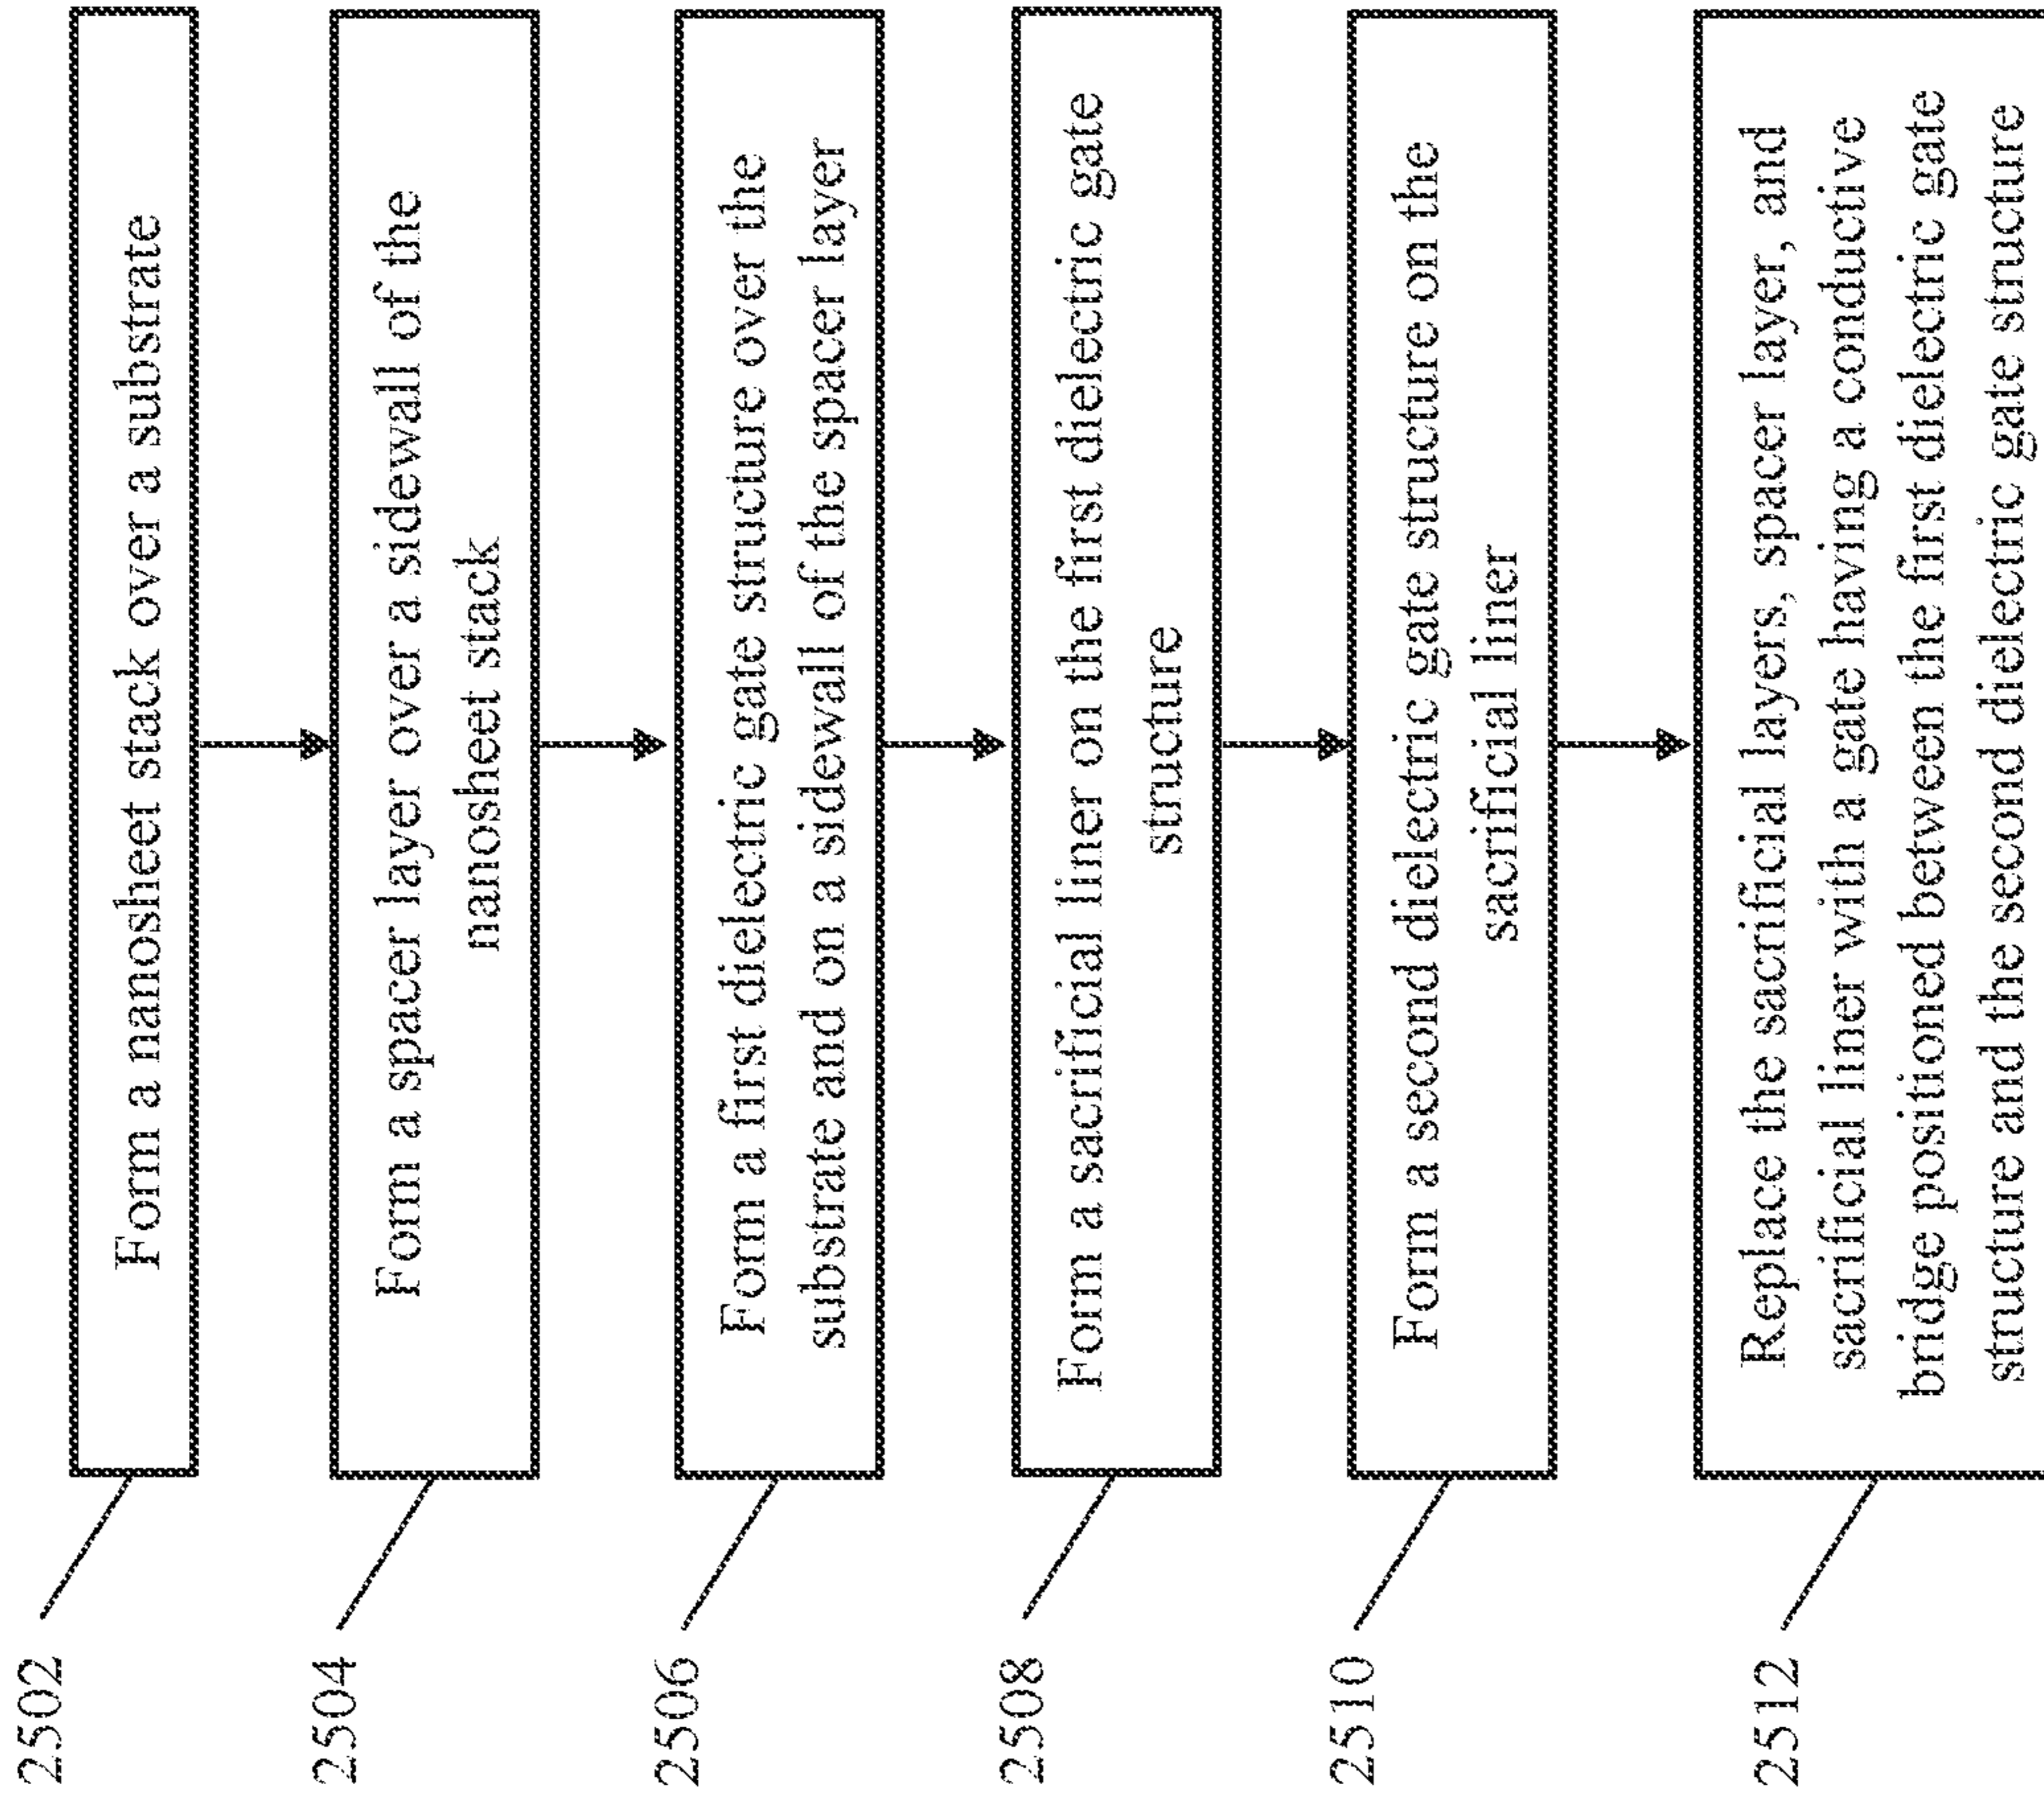 2502
Form a nanosheet stack over a substrate
2504
Form a spacer layer over a sidewall of the
nanosheet stack
2506
Form a first dielectric gate structure over the
substrate and on a sidewall of the spacer layer
2508
Form a sacrificial liner on the first dielectric gate
structure
2510
Form a second dielectric gate structure on the
sacrificial liner
2512
Replace the sacrificial layers, spacer layer, and
sacrificial liner with a gate having a conductive
bridge positioned between the first dielectric gate
structure and the second dielectric gate structure